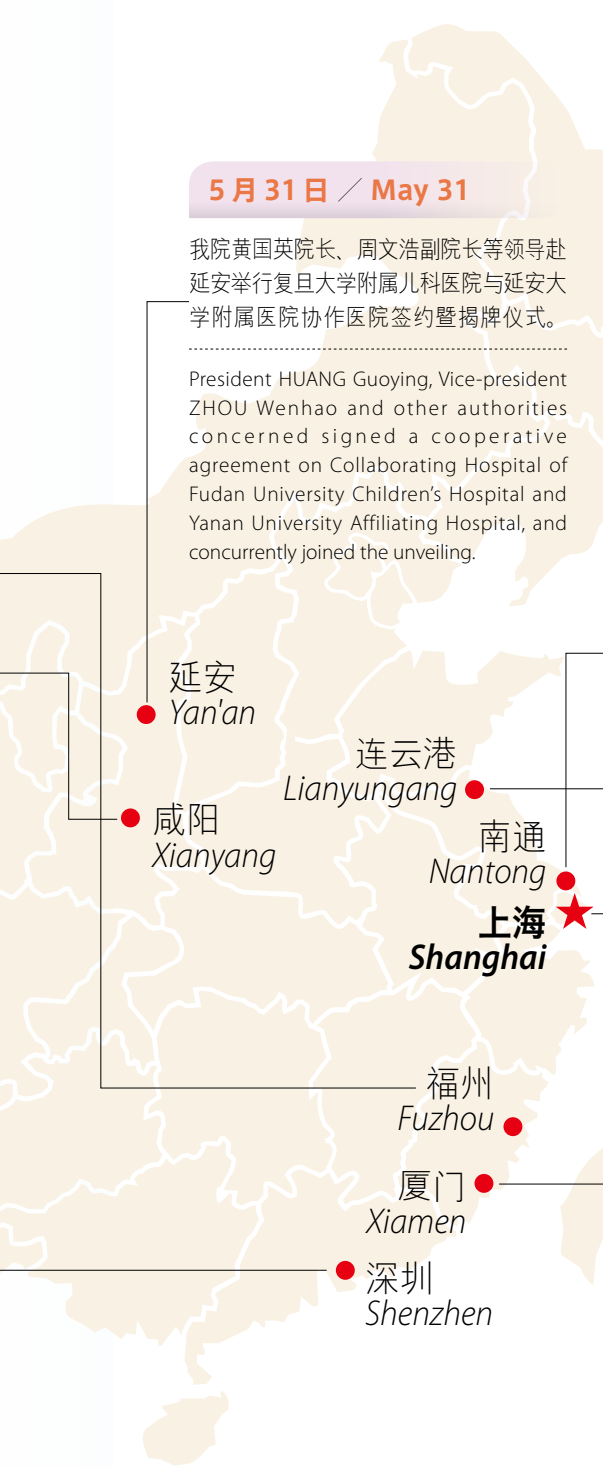 5 月 31 日 ／ May 31
我院黄国英院长、周文浩副院长等领导赴
延安举行复旦大学附属儿科医院与延安大
学附属医院协作医院签约暨揭牌仪式。
President HUANG Guoying, Vice-president
ZHOU Wenhao and other authorities
concerned signed a cooperative
agreement on Collaborating Hospital of
Fudan University Children’s Hospital and
Yanan University Affiliating Hospital, and
concurrently joined the unveiling.
延安
Yan'an
连云港
Lianyungang
咸阳
Xianyang
南通
Nantong
上海
Shanghai
福州
Fuzhou
厦门
Xiamen
深圳
Shenzhen